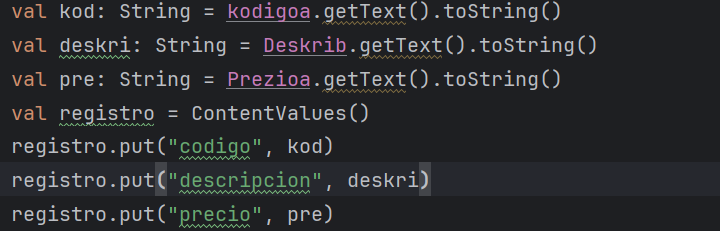 val kod: String = kodigoa.getText().toString()
val deskri: String = Deskrib.getText().toString()
val pre: String = Prezioa.getText().toString()
val registro = ContentValues()
registro.put("codigo", kod)
registro.put("descripcion", deskri)
registro.put("precio", pre)